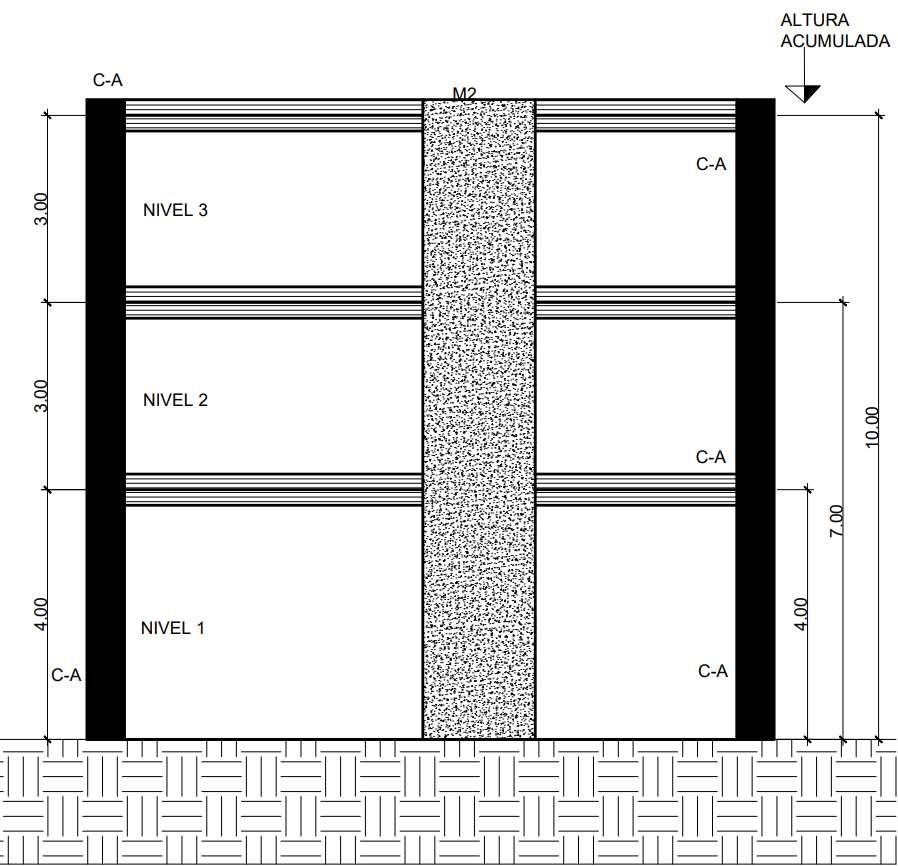 ALTURA
ACUMULADA
C-A
M2
C-A
3.00
NIVEL 3
3.00
NIVEL 2
10.00
C-A
7.00
4.00
NIVEL 1
4.00
C-A
C-A